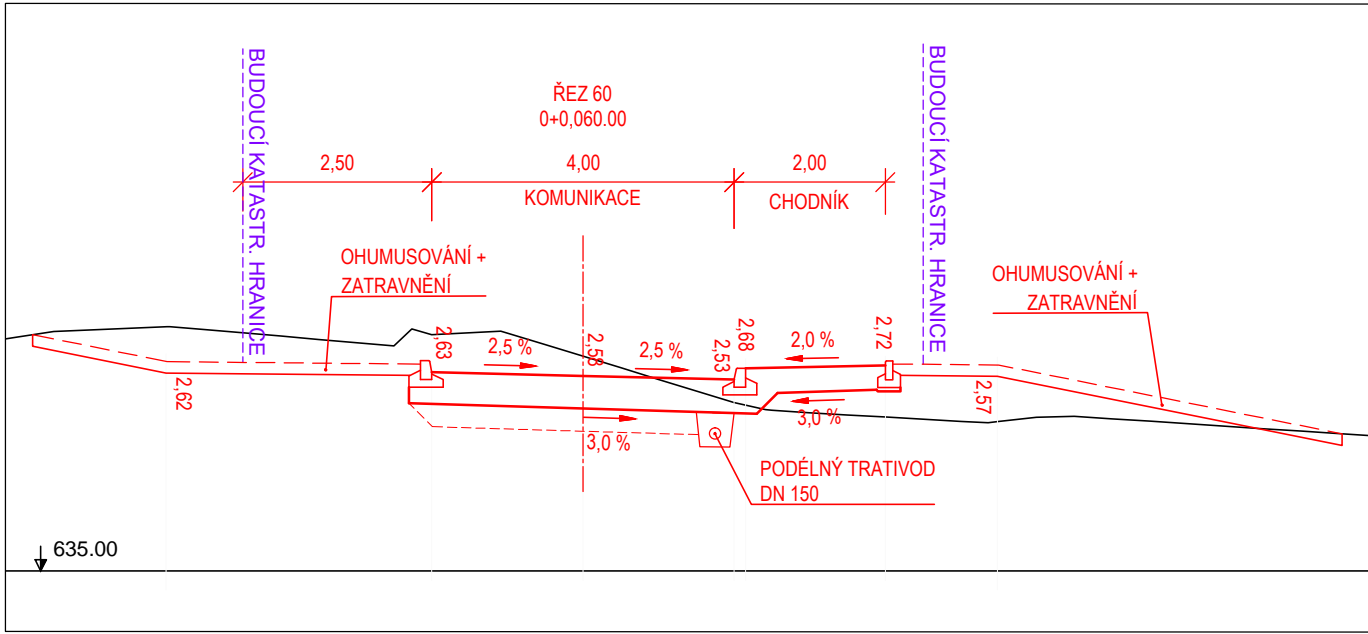 ŘEZ 60
0+0,060.00
BUDOUCÍ KATASTR. HRANICE
BUDOUCÍ KATASTR. HRANICE
2,50
4,00
2,00
KOMUNIKACE
CHODNÍK
OHUMUSOVÁNÍ +
ZATRAVNĚNÍ
OHUMUSOVÁNÍ +
ZATRAVNĚNÍ
2,62
2,63
2,5 %
2,58
2,5 %
2,53
2,68
2,0 %
2,72
2,57
3,0 %
3,0 %
PODÉLNÝ TRATIVOD
DN 150
635.00